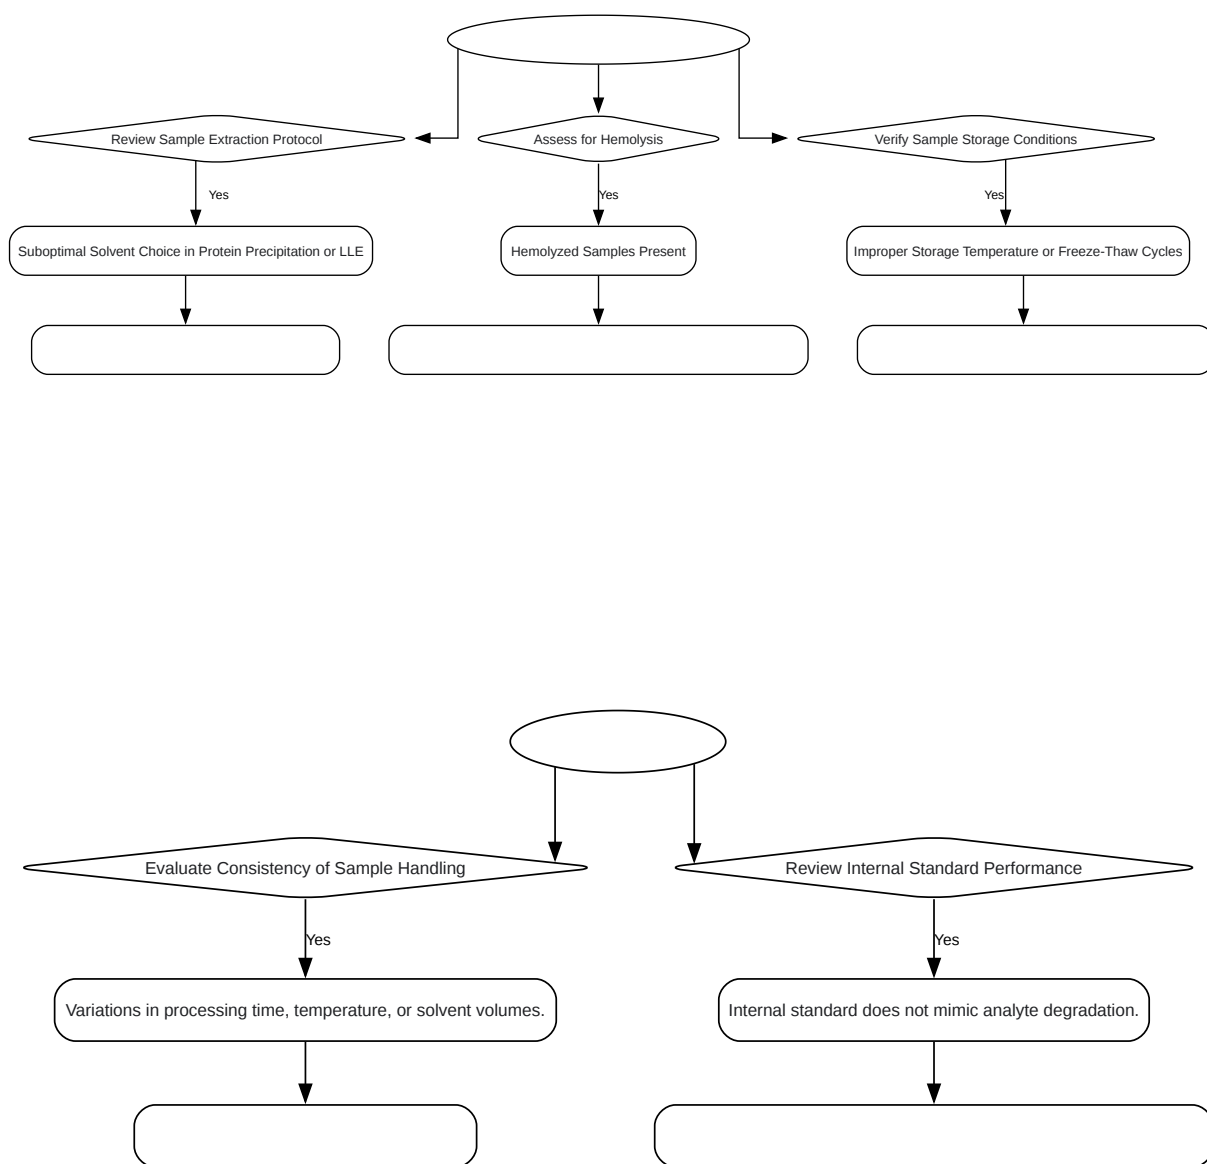 Review Sample Extraction Protocol
Assess for Hemolysis
Verify Sample Storage Conditions
Yes
Yes
Yes
Suboptimal Solvent Choice in Protein Precipitation or LLE
Hemolyzed Samples Present
Improper Storage Temperature or Freeze-Thaw Cycles
Evaluate Consistency of Sample Handling
Review Internal Standard Performance
Yes
Yes
Variations in processing time, temperature, or solvent volumes.
Internal standard does not mimic analyte degradation.